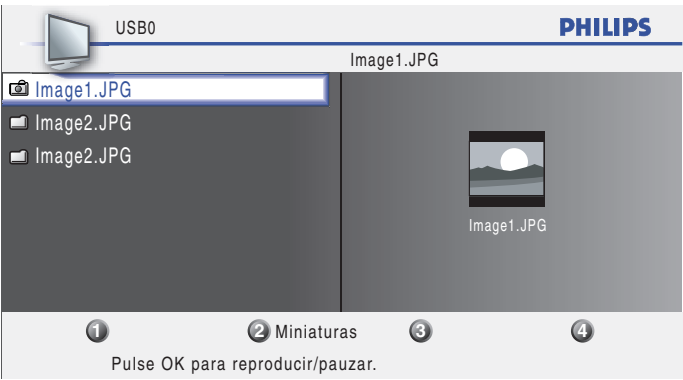 USB0
PHILIPS
Image1.JPG
Image1.JPG
Image2.JPG
Image2.JPG
Image1.JPG
1 2 Miniaturas 3 4
Pulse OK para reproducir/pauzar.